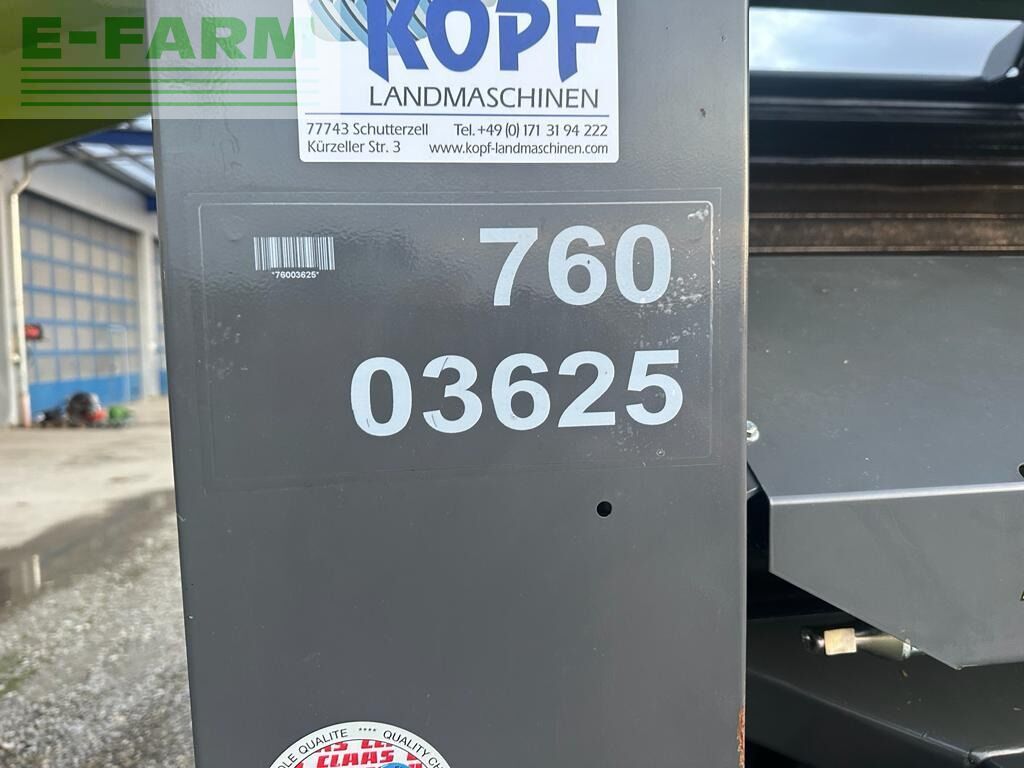 E-FARM
KOPF
LANDMASCHINEN
77743 Schutterzell Tel. +49 (0) 171 31 94 222
Kürzeller Str. 3 www.kopf-landmaschinen.com
*76003625*
760
03625
QUALITE **** QUALITY
CLAAS